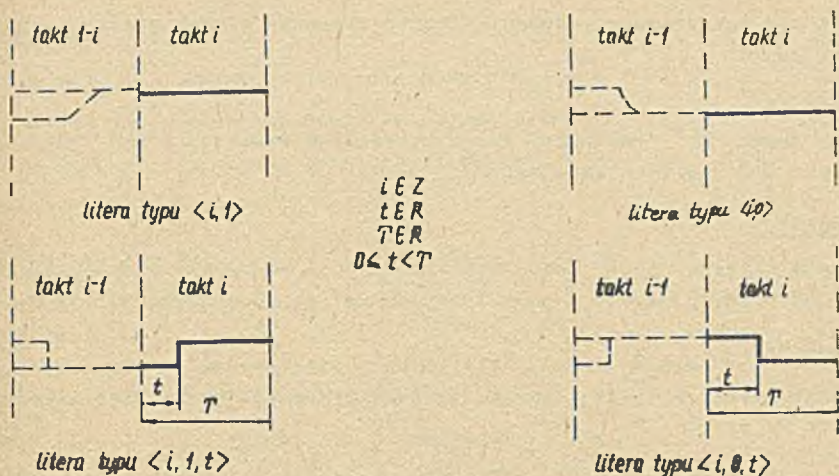 takt 1-i takt i
takt i-1 takt i
litera typu <i,1>
litera typu <i,0>
i ∈ Z
t ∈ R
T ∈ R
0≤ t < T
takt i-1 takt i
takt i-1 takt i
t
T
t
T
litera typu <i, 1, t>
litera typu <i, 0, t>